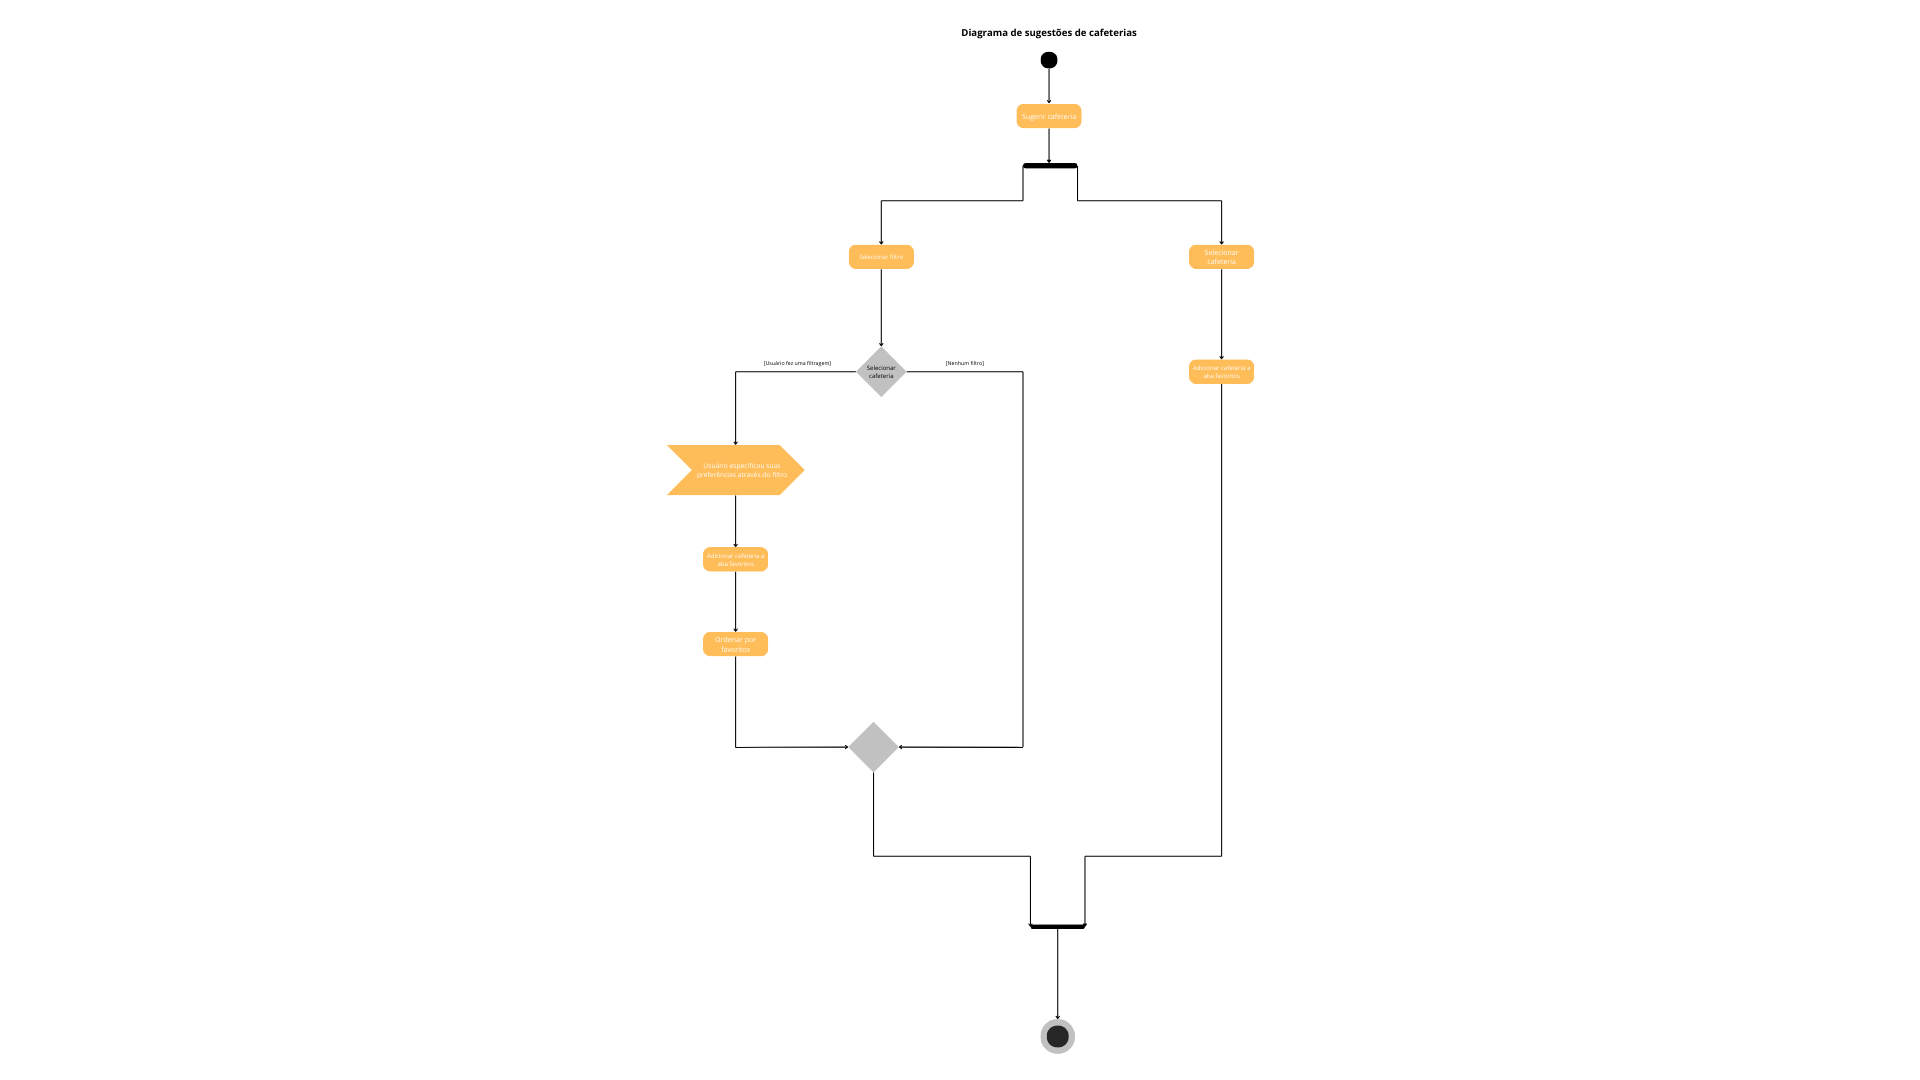 Diagrama de sugestões de cafeterias
Sugerir cafeteria
Selecionar filtro
Selecionar
cafeteria
[Usuário fez uma filtragem]
Selecionar
cafeteria
[Nenhum filtro]
Adicionar cafeteria a
aba favoritos
Usuário especificou suas
preferências através do filtro
Adicionar cafeteria a
aba favoritos
Ordenar por
favoritos